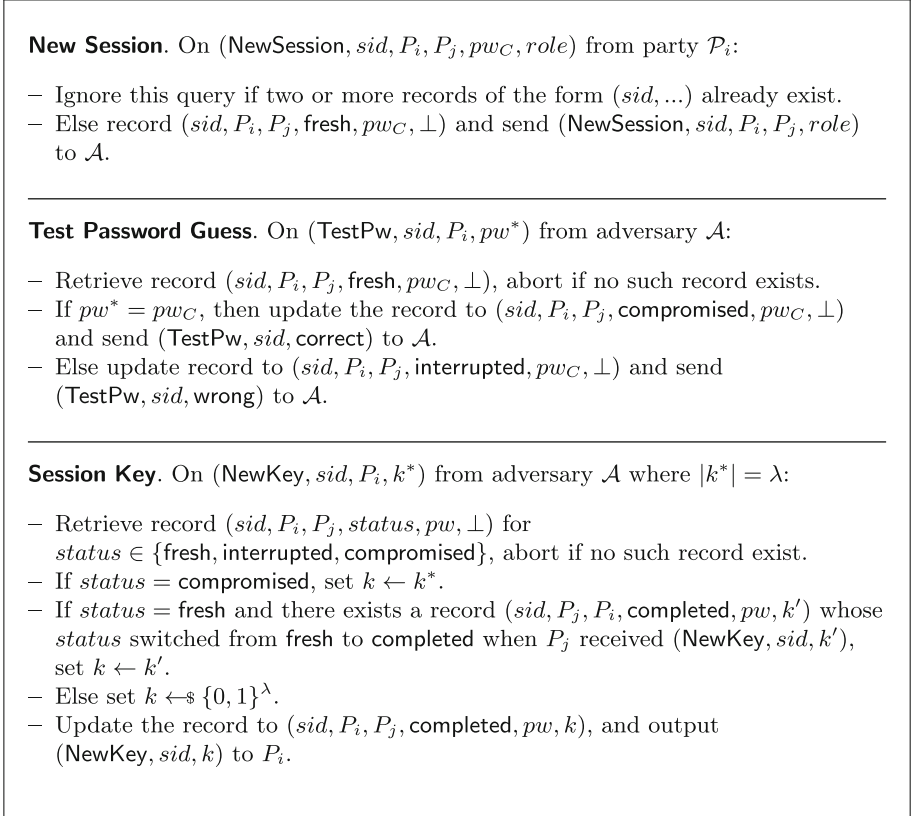 New Session. On (NewSession, sid, P_i, P_j, pw_C, role) from party 𝒫_i:
– Ignore this query if two or more records of the form (sid, ...) already exist.
– Else record (sid, P_i, P_j, fresh, pw_C, ⊥) and send (NewSession, sid, P_i, P_j, role)
to 𝒜.
Test Password Guess. On (TestPw, sid, P_i, pw*) from adversary 𝒜:
– Retrieve record (sid, P_i, P_j, fresh, pw_C, ⊥), abort if no such record exists.
– If pw* = pw_C, then update the record to (sid, P_i, P_j, compromised, pw_C, ⊥)
and send (TestPw, sid, correct) to 𝒜.
– Else update record to (sid, P_i, P_j, interrupted, pw_C, ⊥) and send
(TestPw, sid, wrong) to 𝒜.
Session Key. On (NewKey, sid, P_i, k*) from adversary 𝒜 where |k*| = λ:
– Retrieve record (sid, P_i, P_j, status, pw, ⊥) for
status ∈ {fresh, interrupted, compromised}, abort if no such record exist.
– If status = compromised, set k ← k*.
– If status = fresh and there exists a record (sid, P_j, P_i, completed, pw, k′) whose
status switched from fresh to completed when P_j received (NewKey, sid, k′),
set k ← k′.
– Else set k ←$ {0, 1}^λ.
– Update the record to (sid, P_i, P_j, completed, pw, k), and output
(NewKey, sid, k) to P_i.